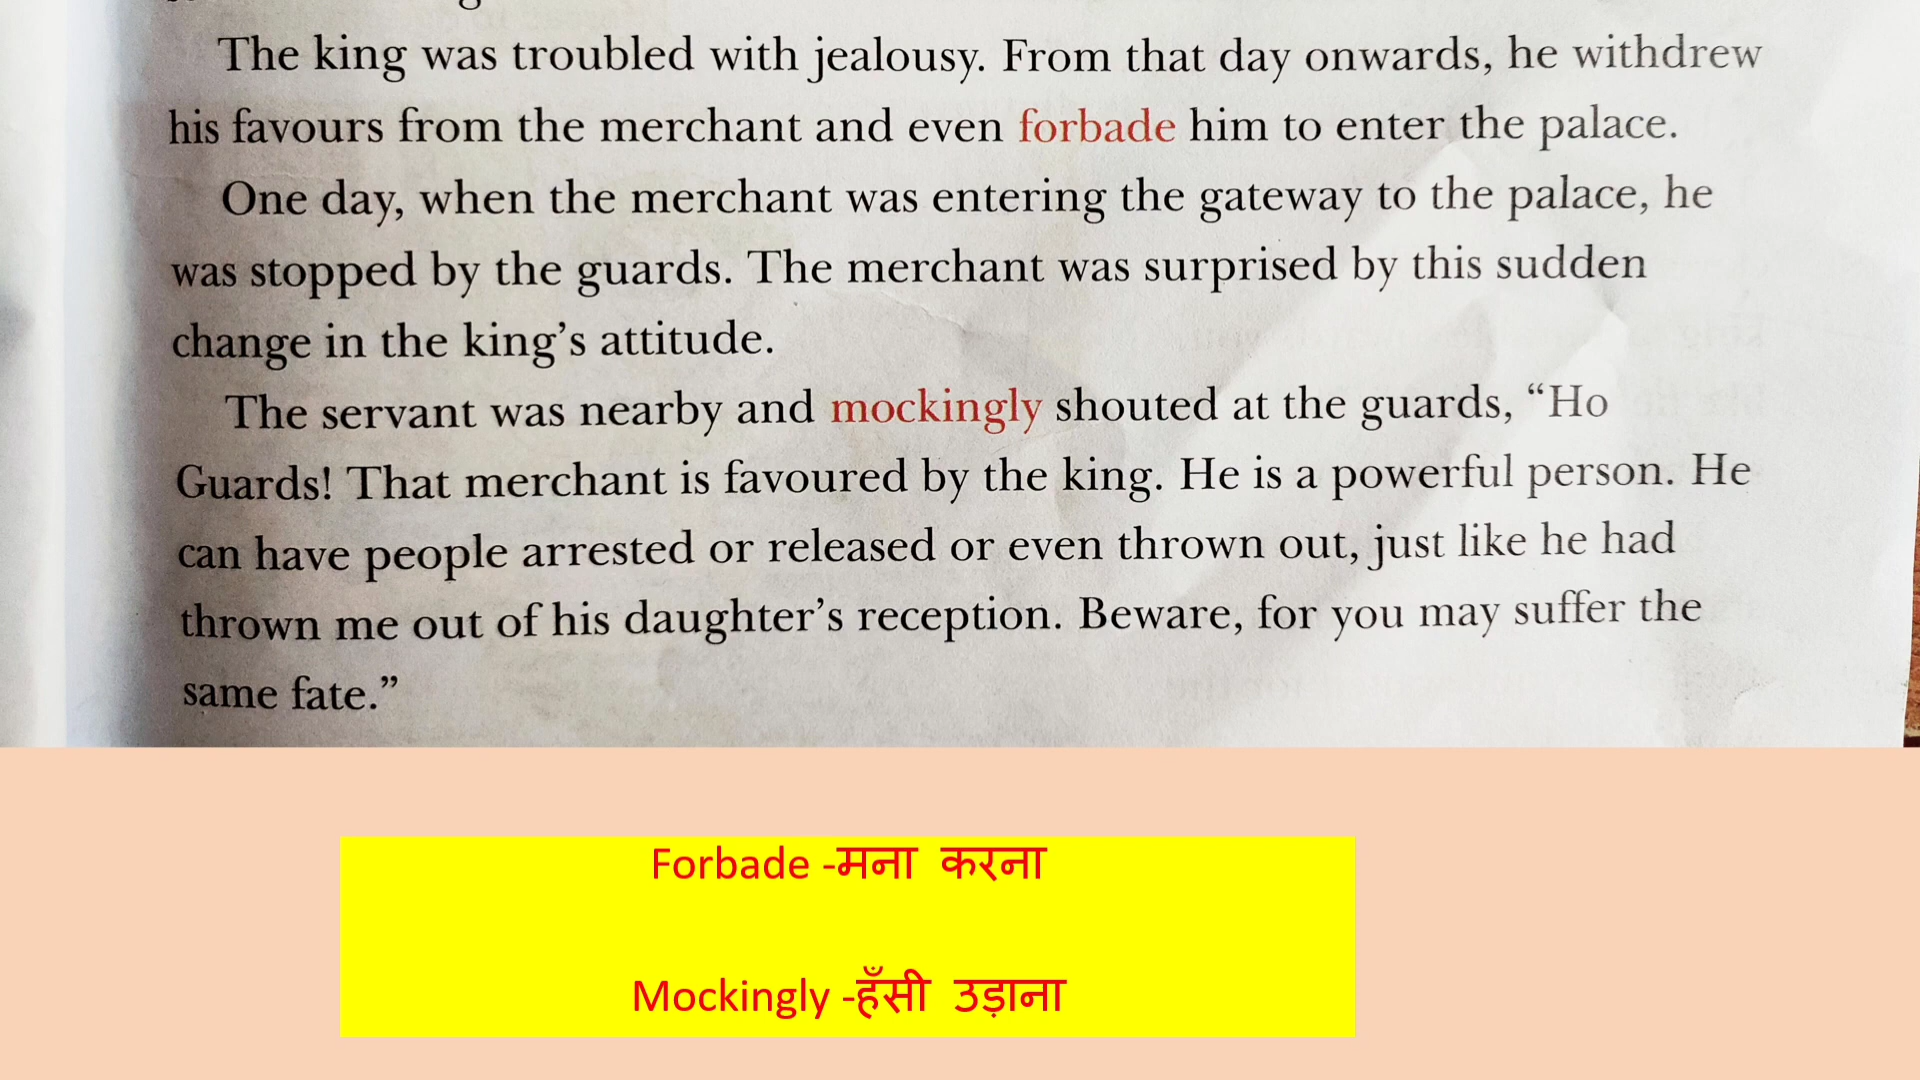 The king was troubled with jealousy. From that day onwards, he withdrew
his favours from the merchant and even forbade him to enter the palace.
One day, when the merchant was entering the gateway to the palace, he
was stopped by the guards. The merchant was surprised by this sudden
change in the king’s attitude.
The servant was nearby and mockingly shouted at the guards, “Ho
Guards! That merchant is favoured by the king. He is a powerful person. He
can have people arrested or released or even thrown out, just like he had
thrown me out of his daughter’s reception. Beware, for you may suffer the
same fate.”
Forbade -मना करना
Mockingly -हँसी उड़ाना